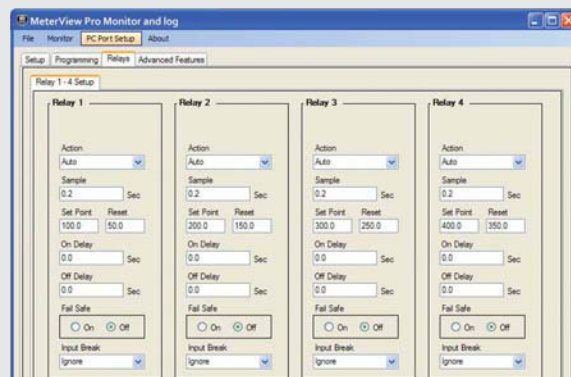 MeterView Pro Monitor and log
File Monitor PC Port Setup About
Setup Programming Relays Advanced Features
Relay 1 - 4 Setup
Relay 1 Relay 2 Relay 3 Relay 4
Action Action Action Action
Auto Auto Auto Auto
Sample Sample Sample Sample
0.2 Sec 0.2 Sec 0.2 Sec 0.2 Sec
Set Point Reset Set Point Reset Set Point Reset Set Point Reset
100.0 50.0 200.0 150.0 300.0 250.0 400.0 350.0
On Delay On Delay On Delay On Delay
0.0 Sec 0.0 Sec 0.0 Sec 0.0 Sec
Off Delay Off Delay Off Delay Off Delay
0.0 Sec 0.0 Sec 0.0 Sec 0.0 Sec
Fail Safe Fail Safe Fail Safe Fail Safe
On Off On Off On Off On Off
Input Break Input Break Input Break Input Break
Ignore Ignore Ignore Ignore